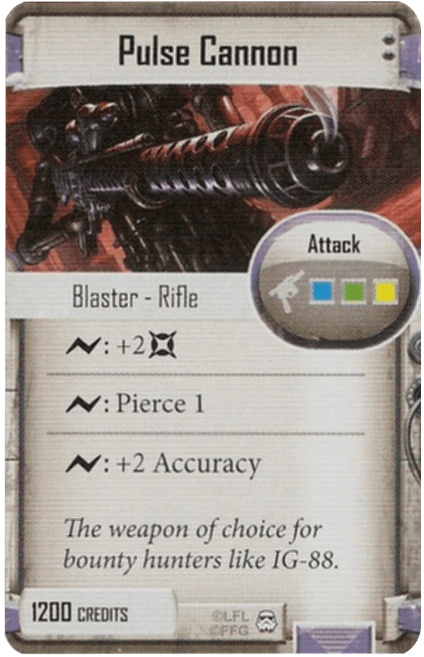 Pulse Cannon
Attack
Blaster - Rifle
: +2
: Pierce 1
: +2 Accuracy
The weapon of choice for
bounty hunters like IG-88.
1200 CREDITS
©LFL
©FFG